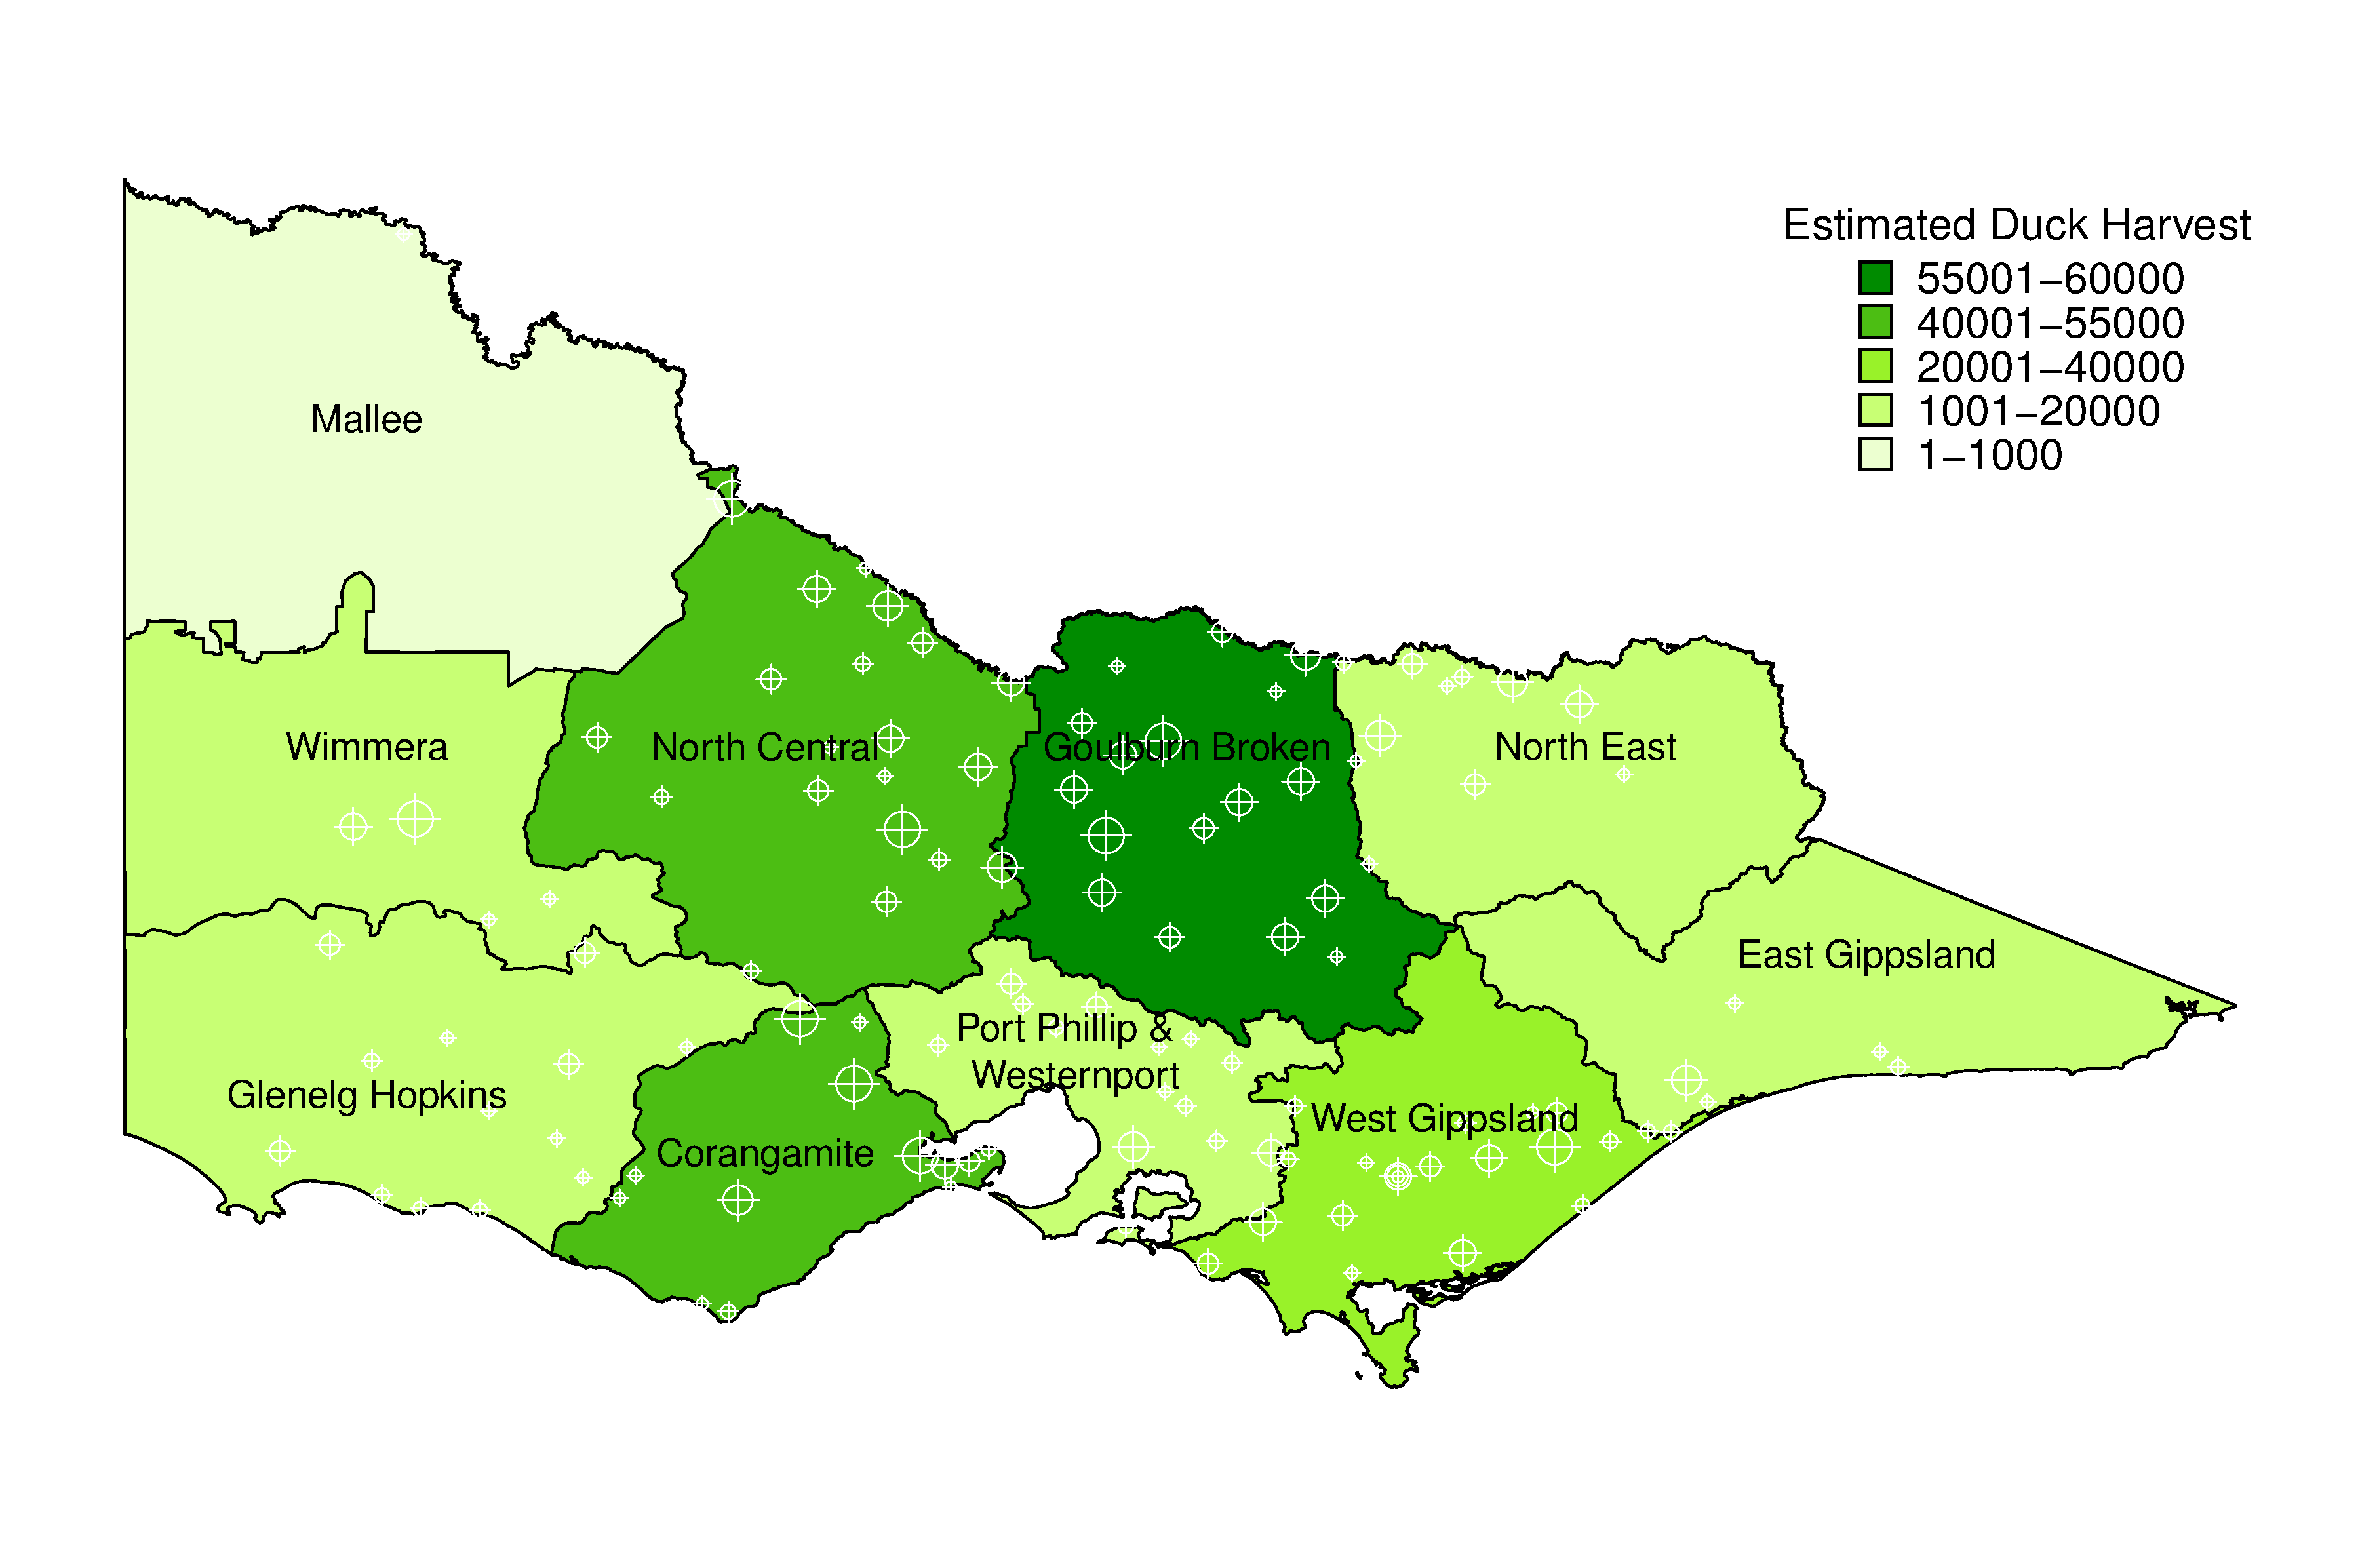 Estimated Duck Harvest
55001–60000
40001–55000
20001–40000
1001–20000
1–1000
Mallee
Wimmera
North Central
Goulburn Broken
North East
East Gippsland
Port Phillip &
Westernport
Glenelg Hopkins
West Gippsland
Corangamite